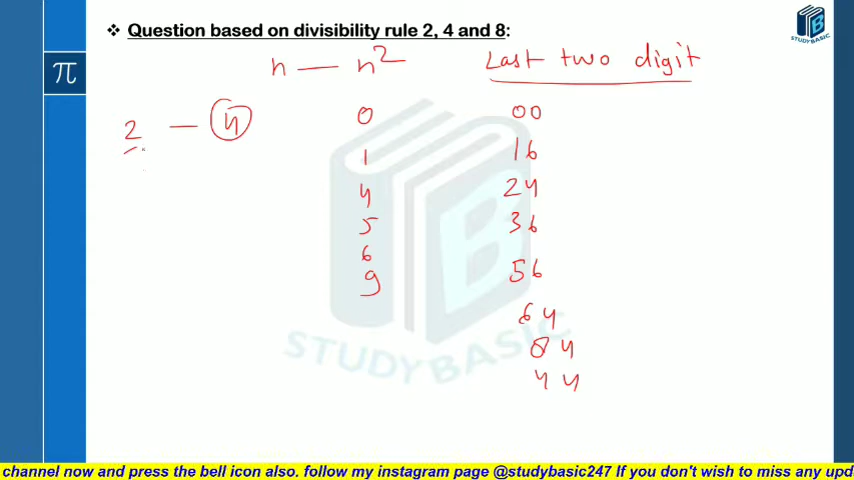 ❖ Question based on divisibility rule 2, 4 and 8:
STUDYBASIC
π
n — n² Last two digit
2 — 4
0 00
1 16
4 24
5 36
6
9 56
64
84
44
STUDYBASIC
channel now and press the bell icon also. follow my instagram page @studybasic247 If you don't wish to miss any upd